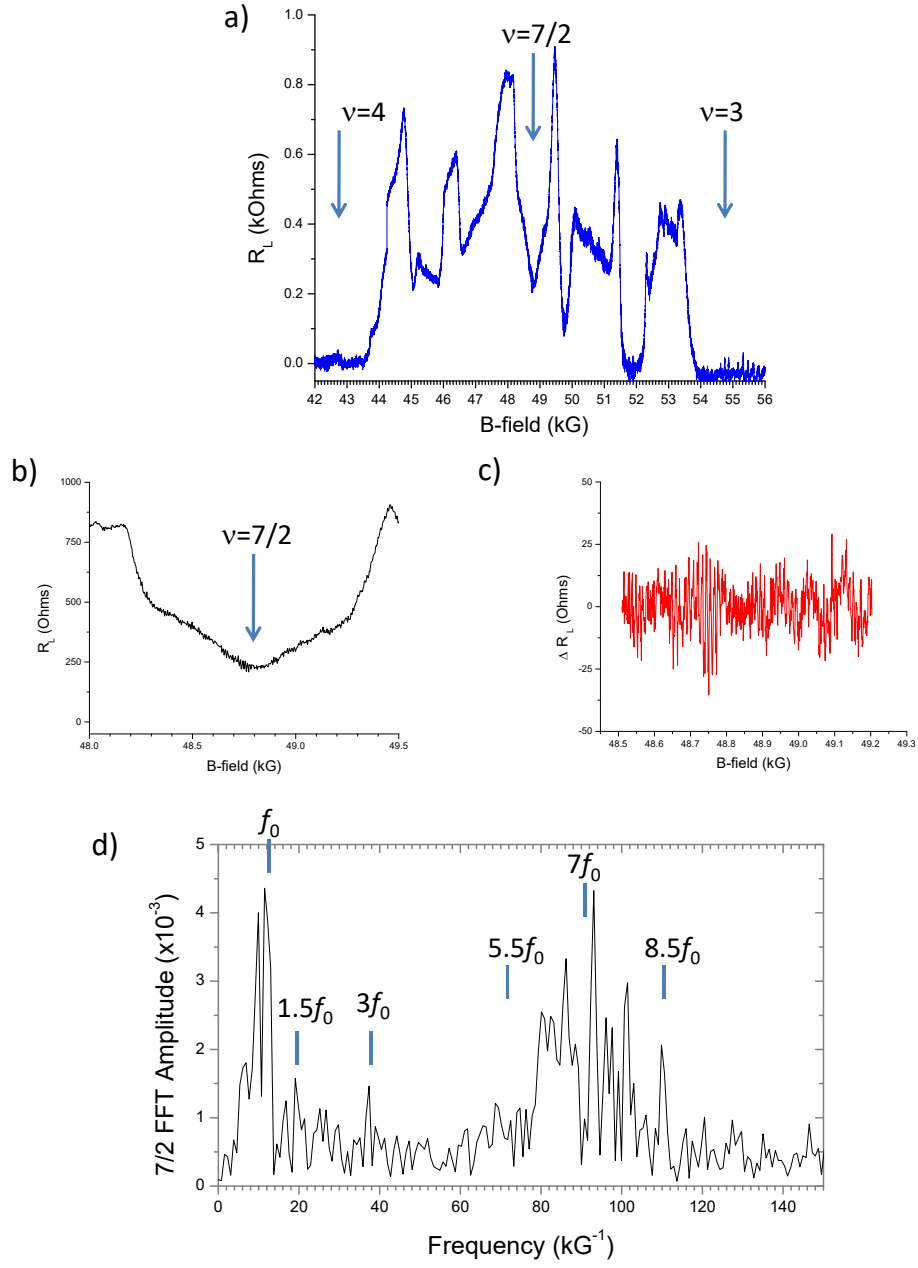 a)
ν=7/2
ν=4
ν=3
1.0
0.8
0.6
0.4
0.2
0.0
R_L (kOhms)
42 43 44 45 46 47 48 49 50 51 52 53 54 55 56
B-field (kG)
b)
ν=7/2
1000
750
500
250
0
R_L (Ohms)
48.0 48.5 49.0 49.5
B-field (kG)
c)
50
25
0
-25
-50
Δ R_L (Ohms)
48.5 48.6 48.7 48.8 48.9 49.0 49.1 49.2 49.3
B-field (kG)
d)
f₀
7f₀
5.5f₀
8.5f₀
1.5f₀
3f₀
5
4
3
2
1
0
7/2 FFT Amplitude (x10⁻³)
0 20 40 60 80 100 120 140
Frequency (kG⁻¹)